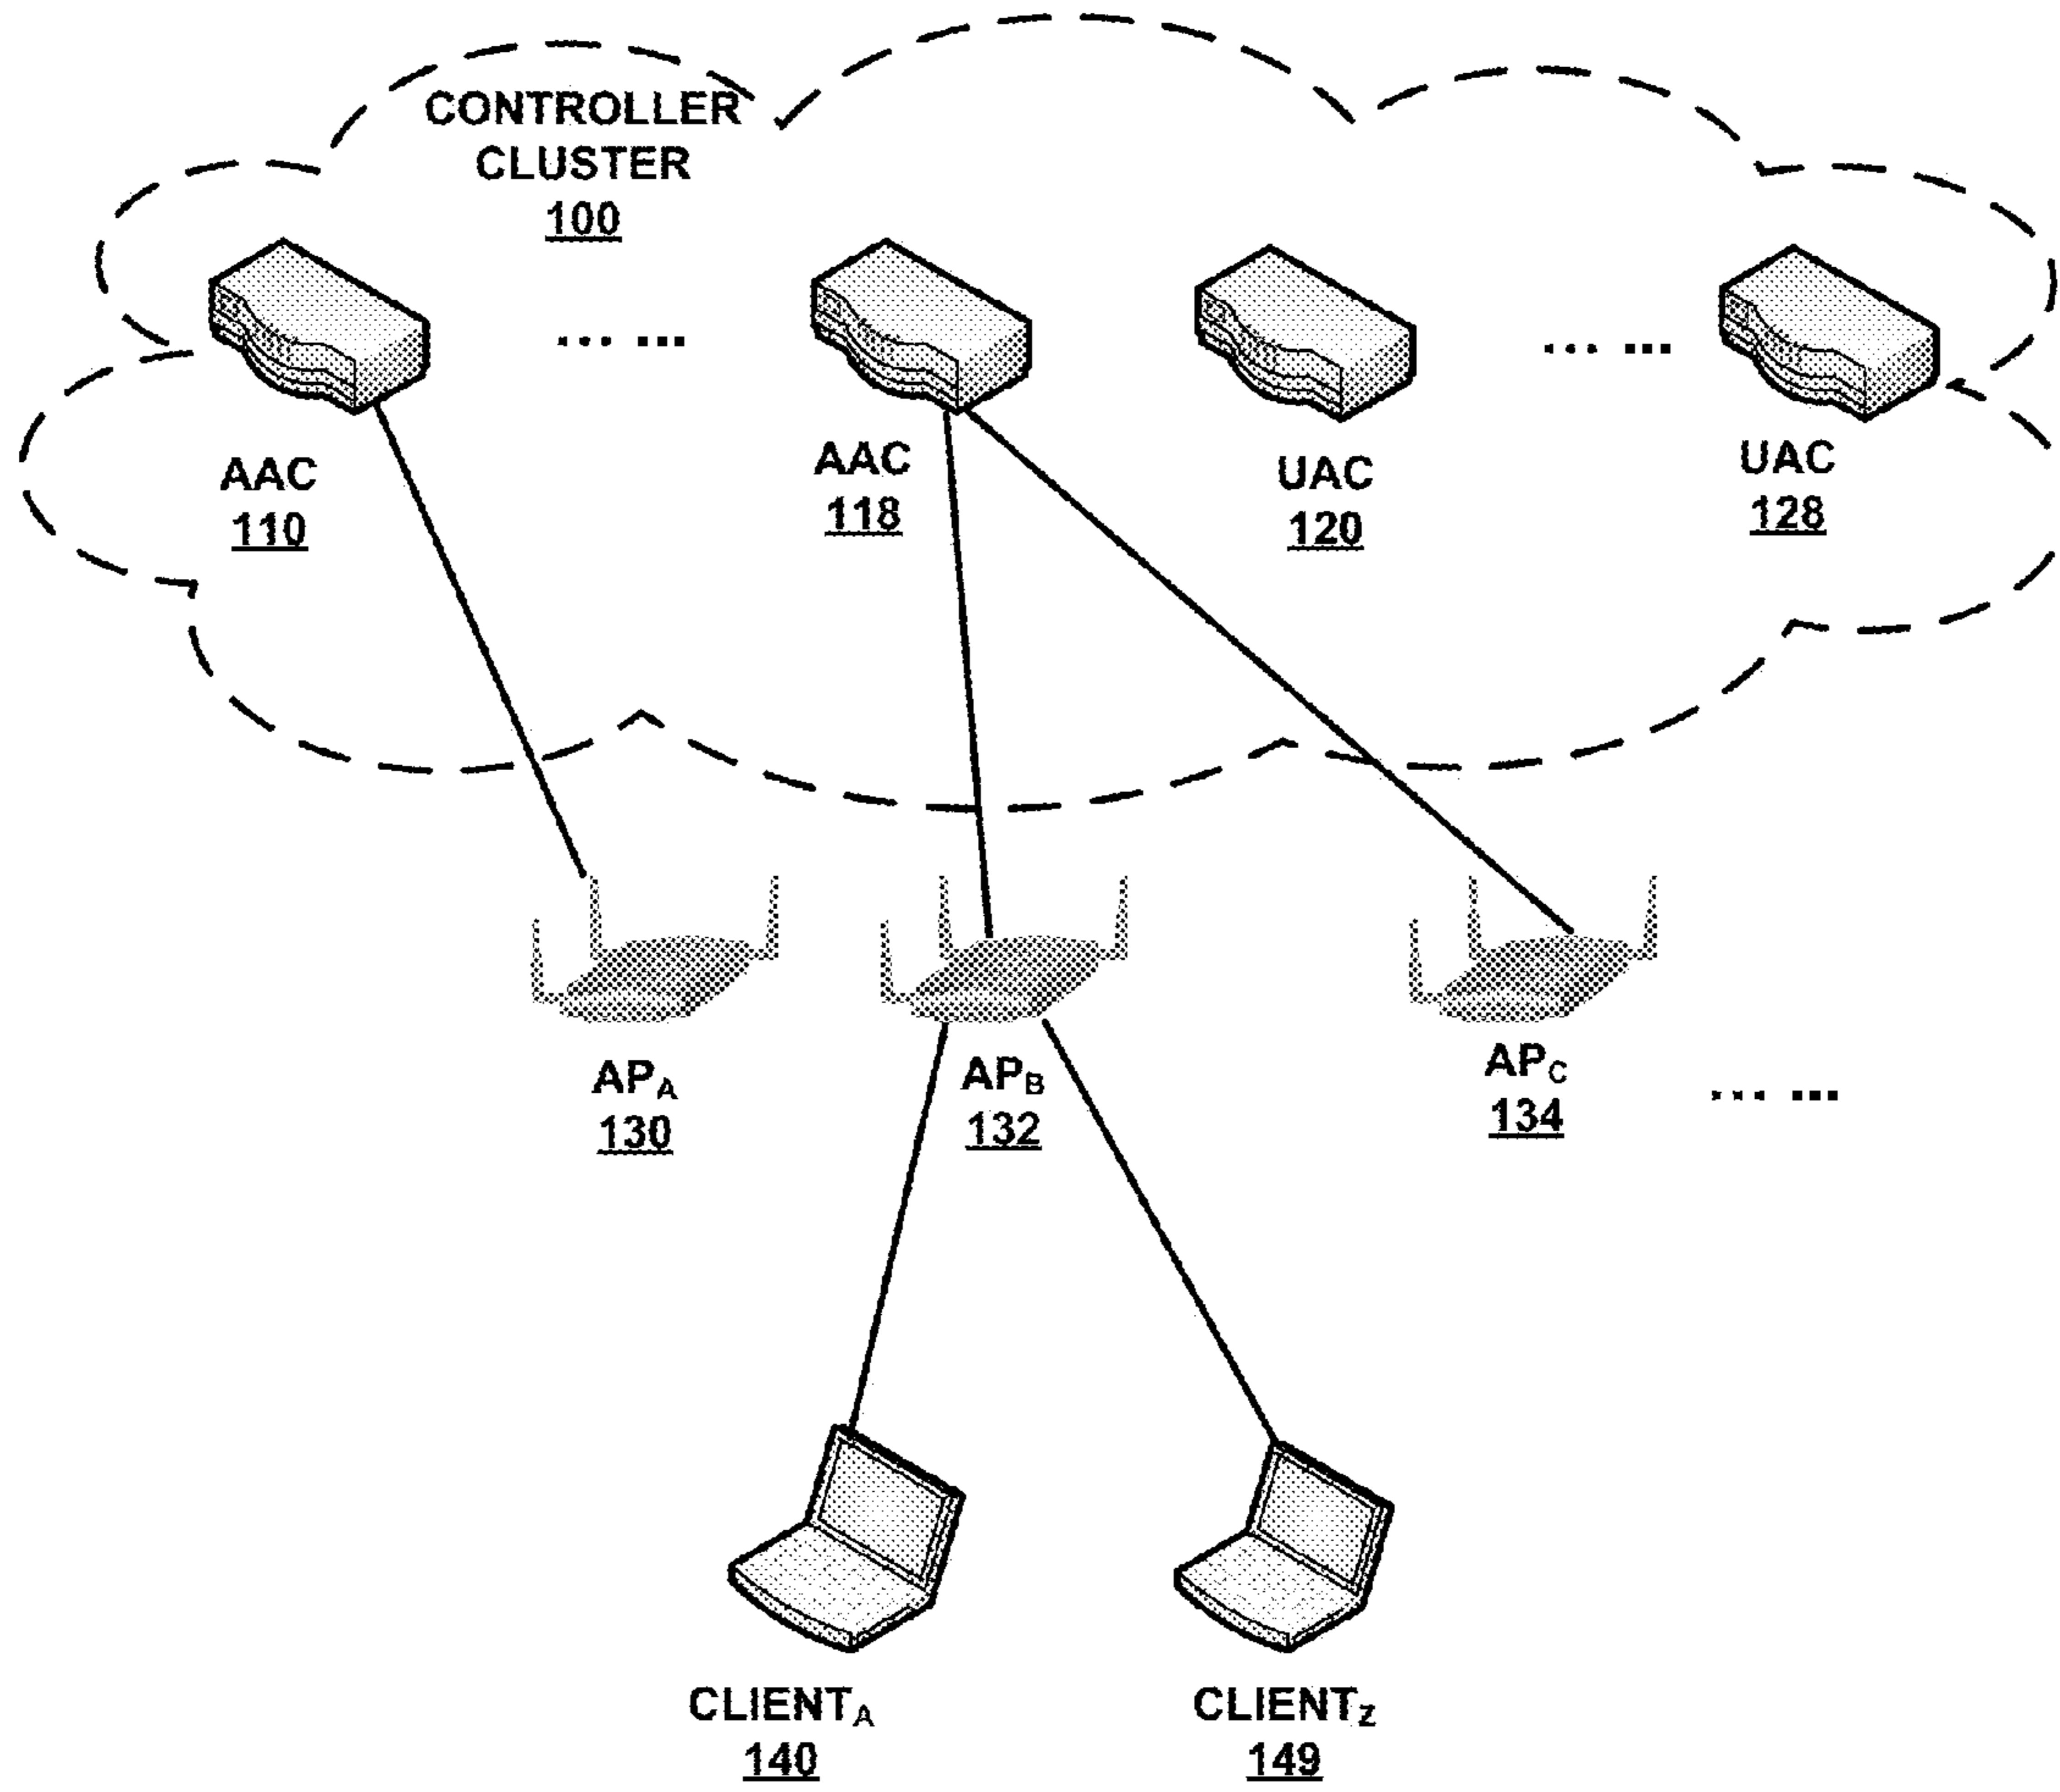 CONTROLLER
CLUSTER
100
AAC
110
AAC
118
UAC
120
UAC
128
APA
130
APB
132
APC
134
CLIENTA
140
CLIENTZ
149